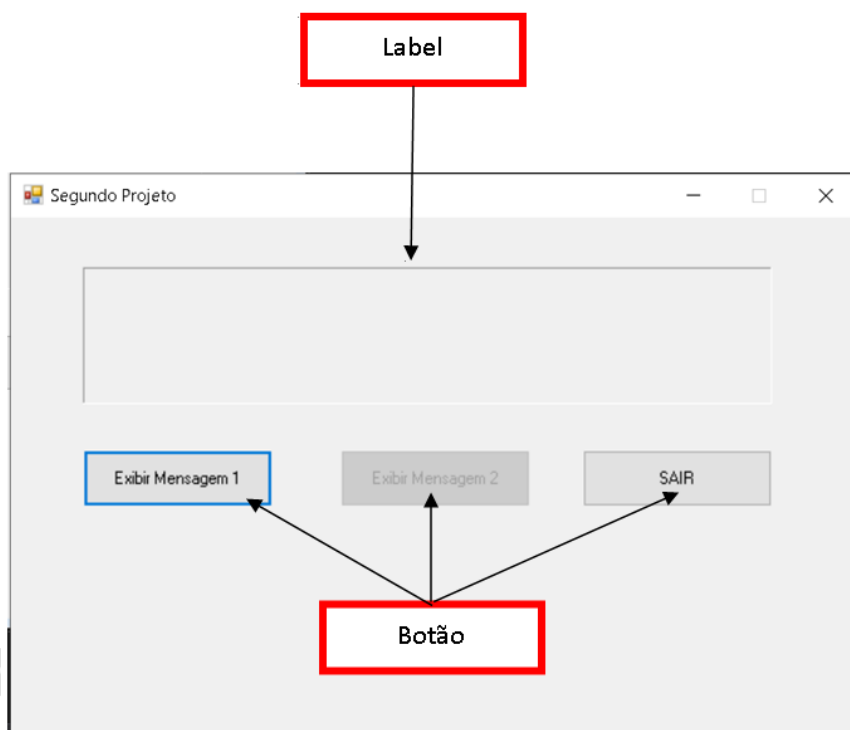 Label
Segundo Projeto
Exibir Mensagem 1
Exibir Mensagem 2
SAIR
Botão